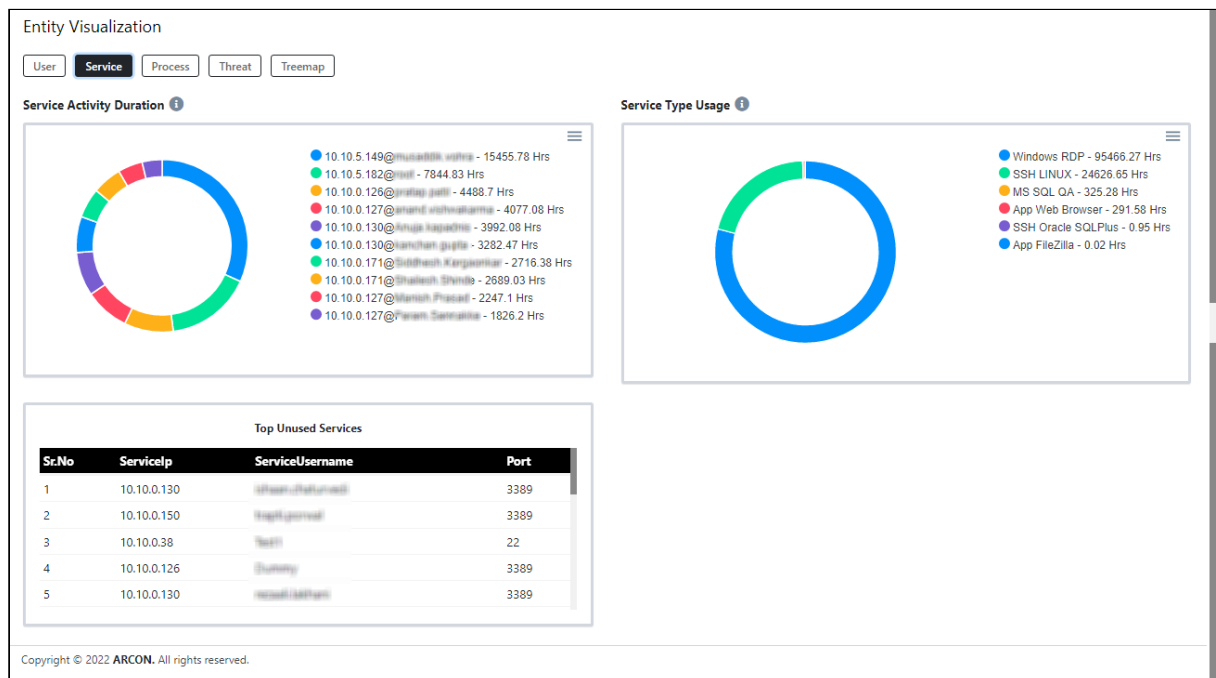 Entity Visualization
User Service Process Threat Treemap
Service Activity Duration
10.10.5.149@ - 15455.78 Hrs
10.10.5.182@ - 7844.83 Hrs
10.10.0.126@ - 4488.7 Hrs
10.10.0.127@ - 4077.08 Hrs
10.10.0.130@ - 3992.08 Hrs
10.10.0.130@ - 3282.47 Hrs
10.10.0.171@ - 2716.38 Hrs
10.10.0.171@ - 2689.03 Hrs
10.10.0.127@ - 2247.1 Hrs
10.10.0.127@ - 1826.2 Hrs
Service Type Usage
Windows RDP - 95466.27 Hrs
SSH LINUX - 24626.65 Hrs
MS SQL QA - 325.28 Hrs
App Web Browser - 291.58 Hrs
SSH Oracle SQLPlus - 0.95 Hrs
App FileZilla - 0.02 Hrs
Top Unused Services
Sr.No ServiceIp ServiceUsername Port
1 10.10.0.130 3389
2 10.10.0.150 3389
3 10.10.0.38 22
4 10.10.0.126 3389
5 10.10.0.130 3389
Copyright © 2022 ARCON. All rights reserved.